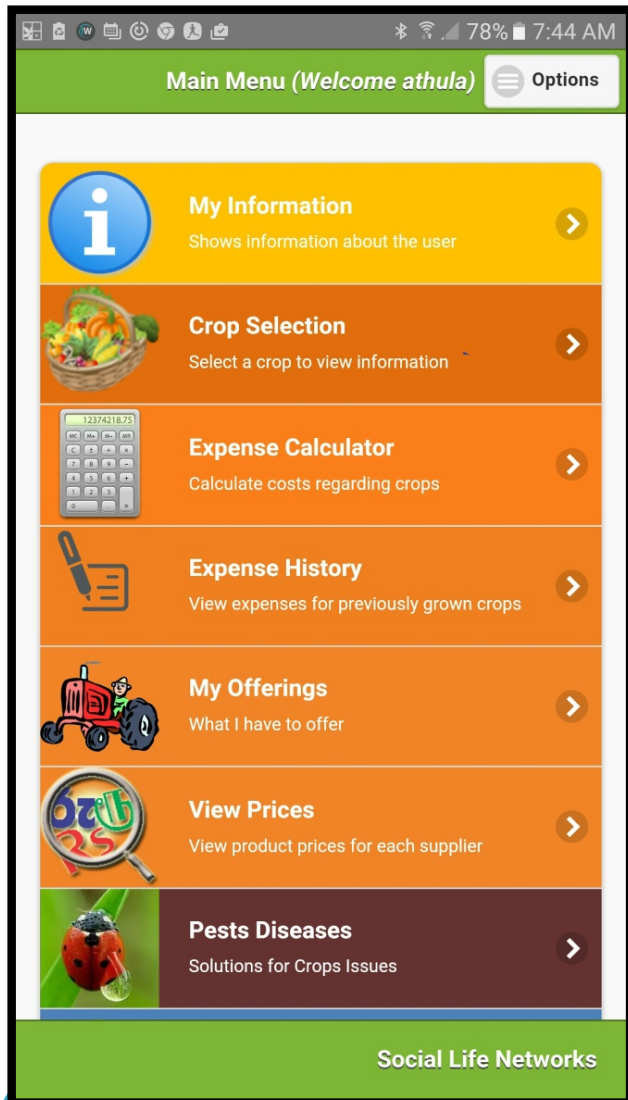 78% 7:44 AM
Main Menu (Welcome athula)
Options
My Information
Shows information about the user
Crop Selection
Select a crop to view information
12374218.75
Expense Calculator
Calculate costs regarding crops
Expense History
View expenses for previously grown crops
My Offerings
What I have to offer
View Prices
View product prices for each supplier
Pests Diseases
Solutions for Crops Issues
Social Life Networks